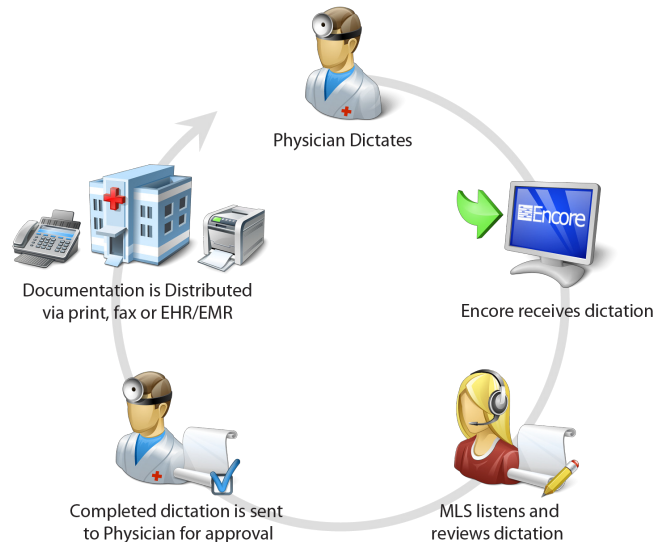 Physician Dictates
Encore
Encore receives dictation
MLS listens and
reviews dictation
Completed dictation is sent
to Physician for approval
Documentation is Distributed
via print, fax or EHR/EMR